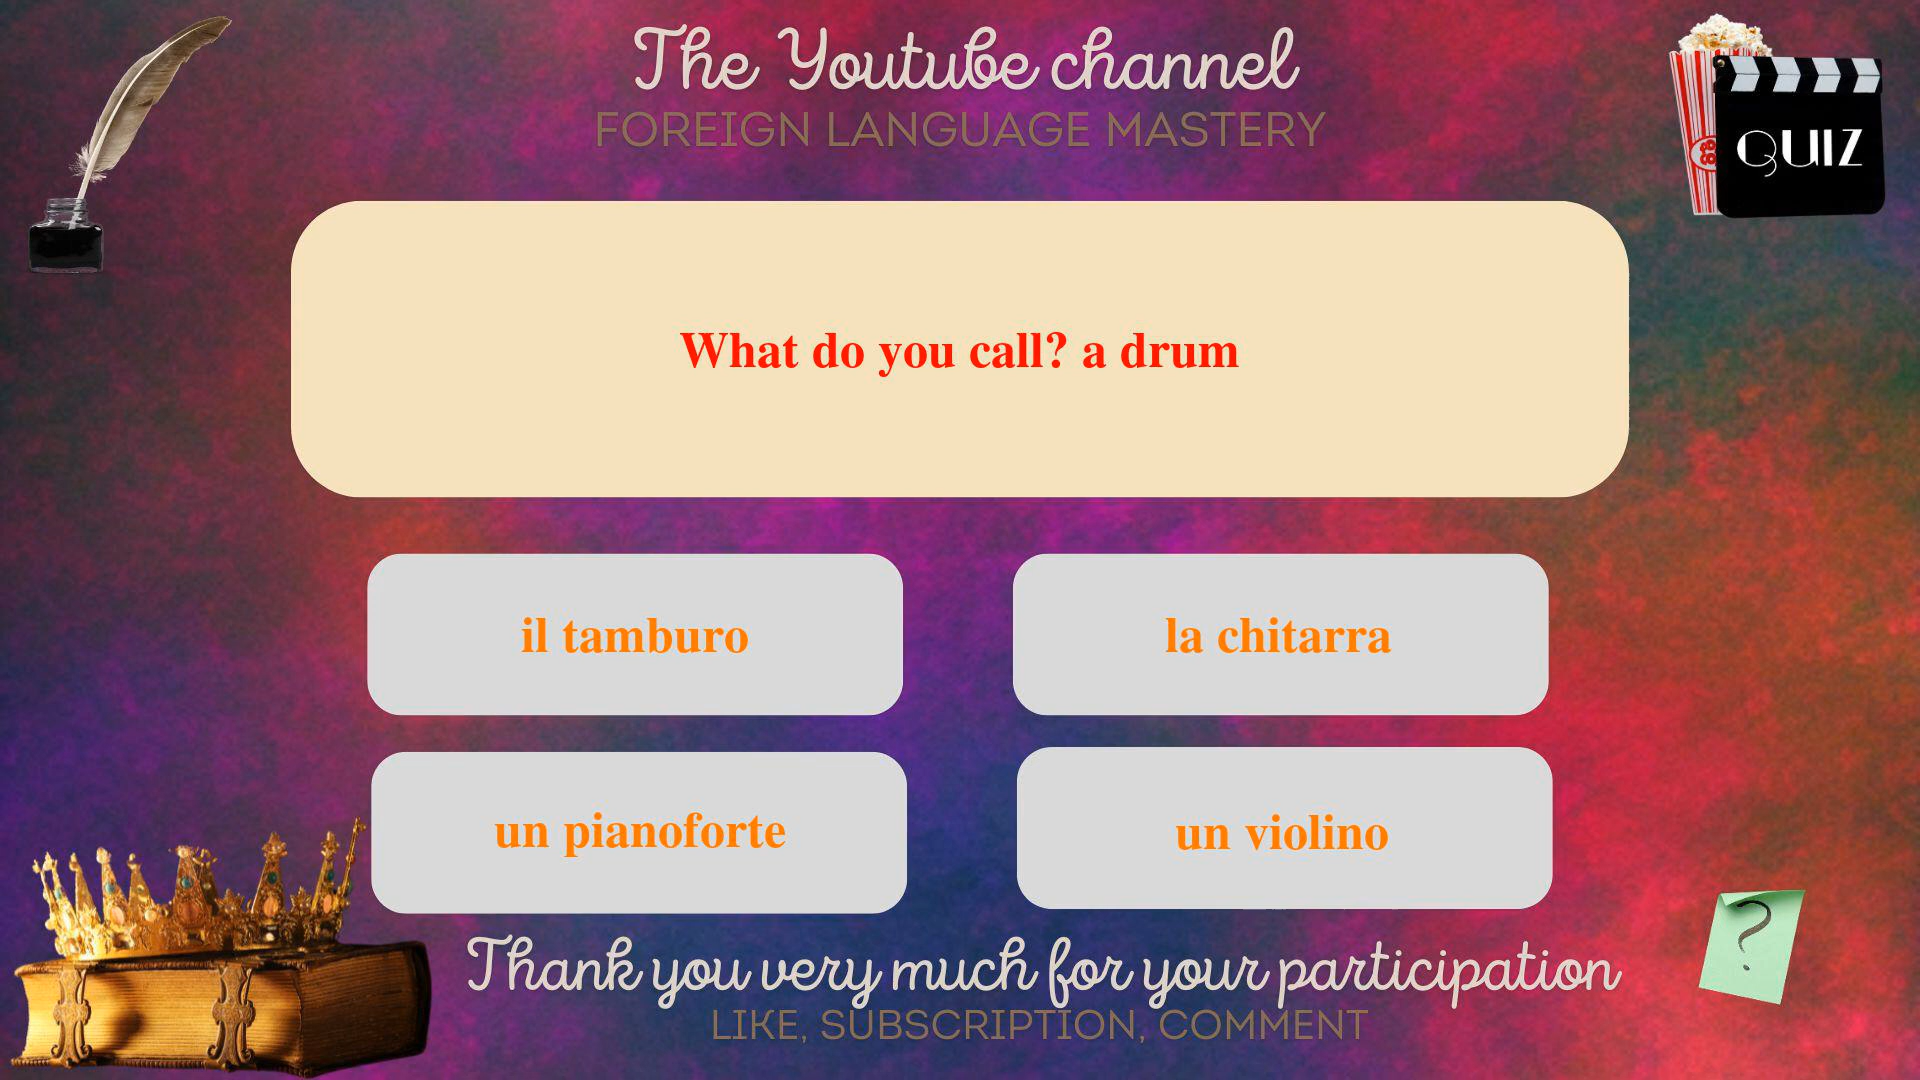 The Youtube channel
FOREIGN LANGUAGE MASTERY
QUIZ
What do you call? a drum
il tamburo
la chitarra
un pianoforte
un violino
?
Thank you very much for your participation
LIKE, SUBSCRIPTION, COMMENT